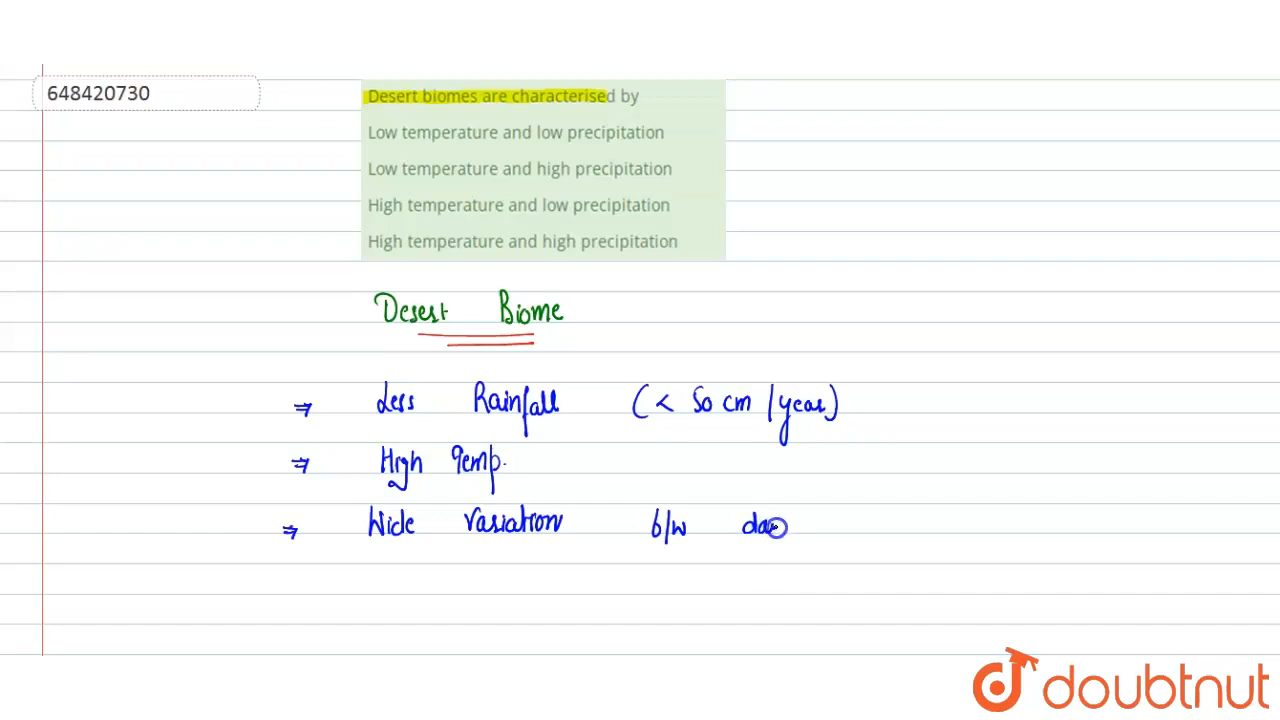 648420730
Desert biomes are characterised by
Low temperature and low precipitation
Low temperature and high precipitation
High temperature and low precipitation
High temperature and high precipitation
Desert Biome
⇒ Less Rainfall (< 50 cm / year)
⇒ High Temp.
⇒ Wide Variation b/w day
doubtnut